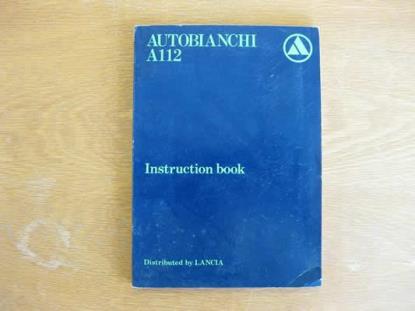 AUTOBIANCHI
A112
Instruction book
Distributed by LANCIA